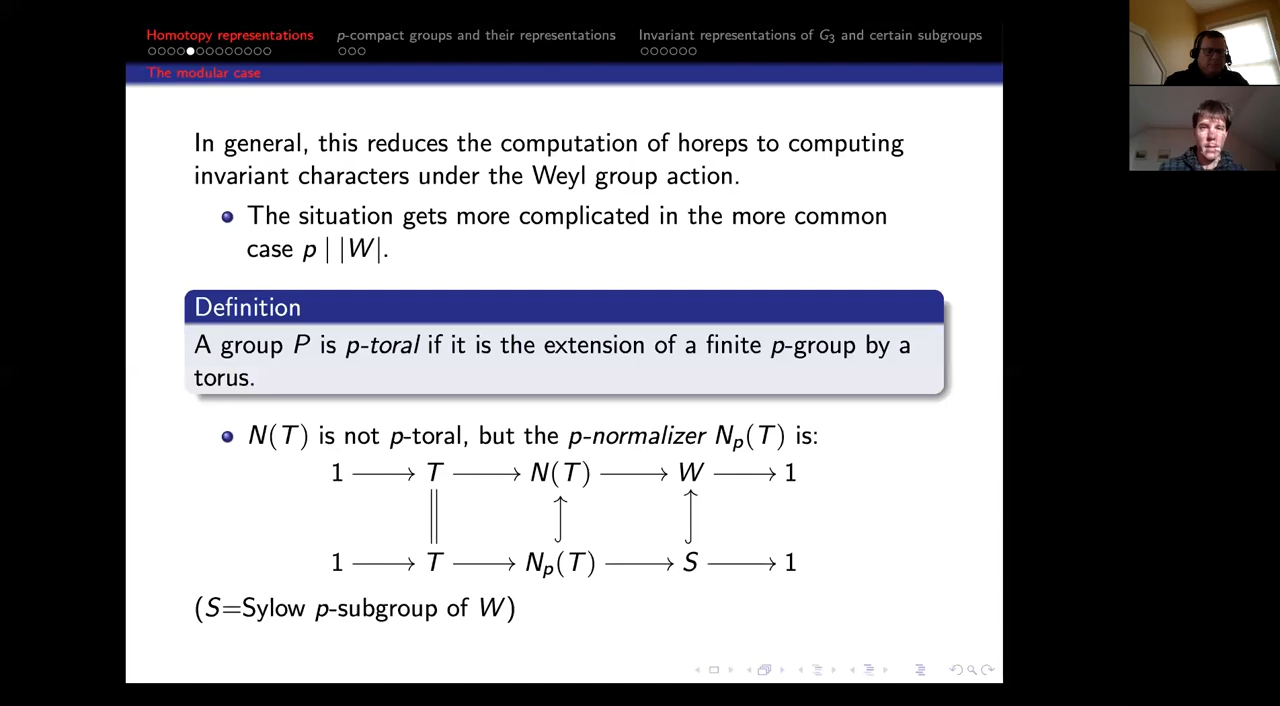 Homotopy representations
p-compact groups and their representations
Invariant representations of G₃ and certain subgroups
The modular case
In general, this reduces the computation of horeps to computing
invariant characters under the Weyl group action.
The situation gets more complicated in the more common
case p | |W|.
Definition
A group P is p-toral if it is the extension of a finite p-group by a
torus.
N(T) is not p-toral, but the p-normalizer Nₚ(T) is:
1 ⟶ T ⟶ N(T) ⟶ W ⟶ 1
1 ⟶ T ⟶ Nₚ(T) ⟶ S ⟶ 1
(S=Sylow p-subgroup of W)